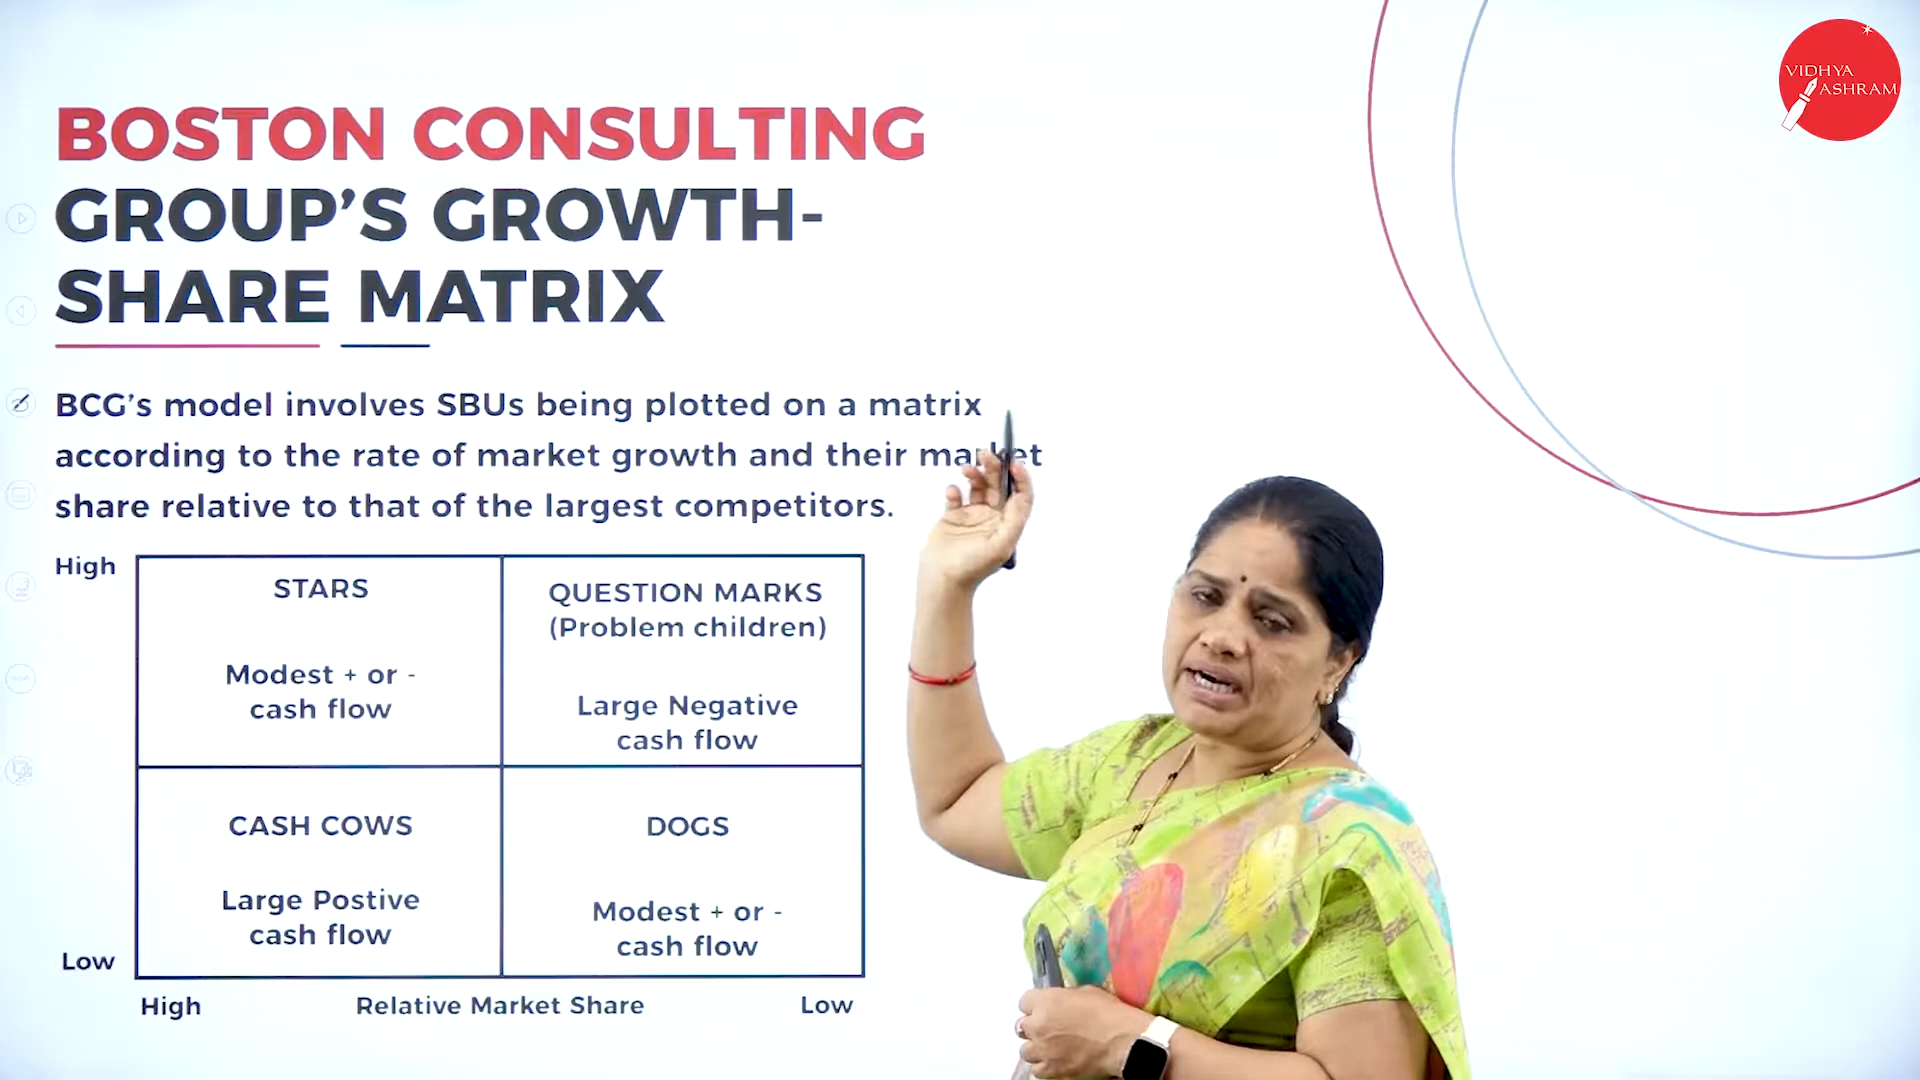 VIDHYA
ASHRAM
BOSTON CONSULTING
GROUP'S GROWTH-
SHARE MATRIX
BCG's model involves SBUs being plotted on a matrix
according to the rate of market growth and their market
share relative to that of the largest competitors.
High
STARS
Modest + or -
cash flow
QUESTION MARKS
(Problem children)
Large Negative
cash flow
CASH COWS
Large Postive
cash flow
DOGS
Modest + or -
cash flow
Low
High
Relative Market Share
Low